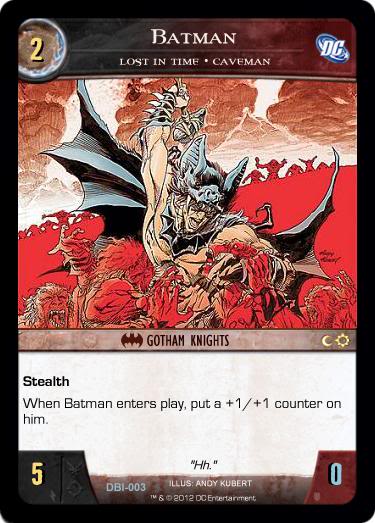 2
BATMAN
LOST IN TIME • CAVEMAN
DC
GOTHAM KNIGHTS
Stealth
When Batman enters play, put a +1/+1 counter on
him.
"Hh."
5
DBI-003
ILLUS: ANDY KUBERT
0
™ & © 2012 DC Entertainment